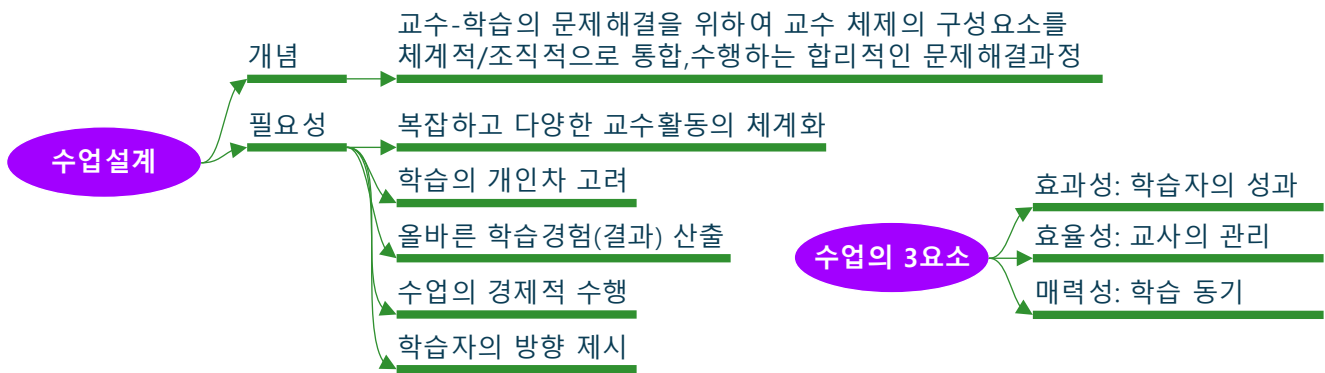 수업설계
개념
교수-학습의 문제해결을 위하여 교수 체제의 구성요소를
체계적/조직적으로 통합,수행하는 합리적인 문제해결과정
필요성
복잡하고 다양한 교수활동의 체계화
학습의 개인차 고려
올바른 학습경험(결과) 산출
수업의 경제적 수행
학습자의 방향 제시
수업의 3요소
효과성: 학습자의 성과
효율성: 교사의 관리
매력성: 학습 동기